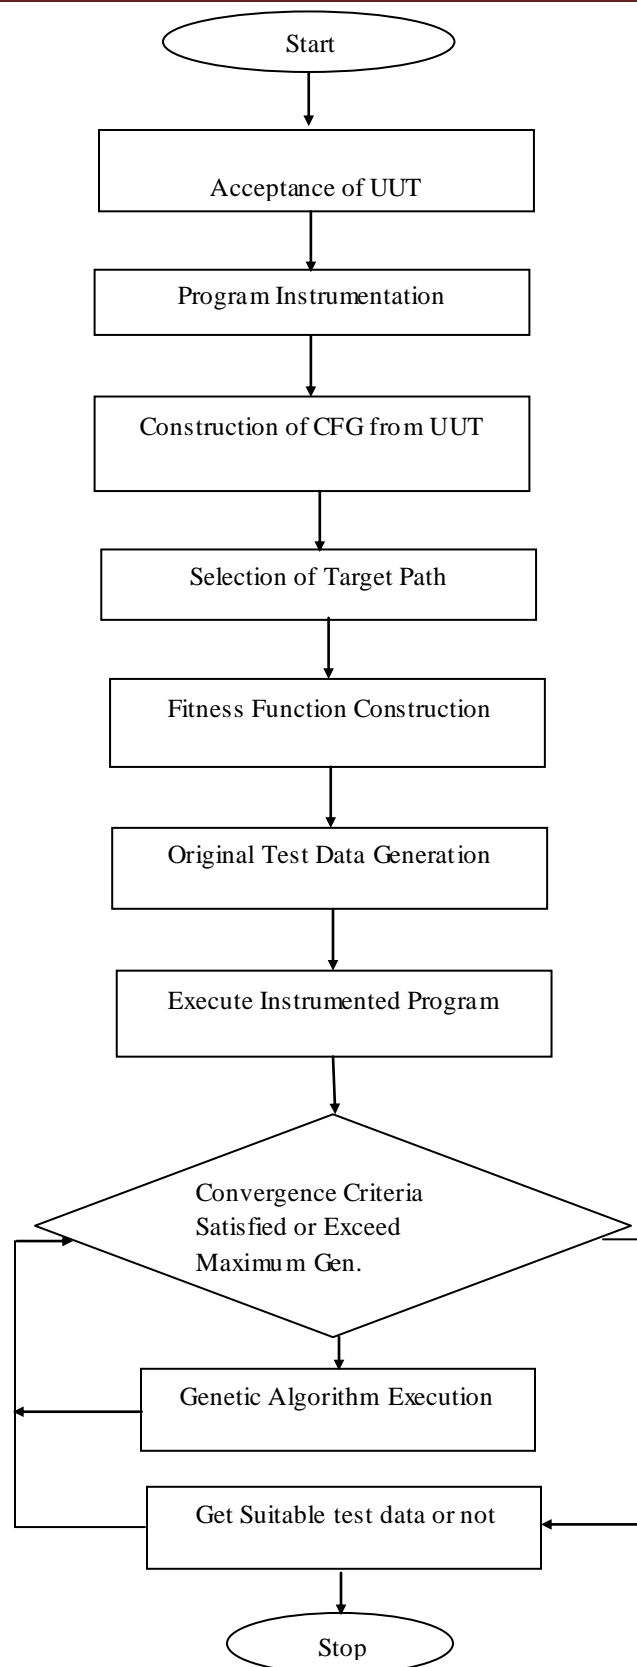 Start
Acceptance of UUT
Program Instrumentation
Construction of CFG from UUT
Selection of Target Path
Fitness Function Construction
Original Test Data Generation
Execute Instrumented Program
Convergence Criteria
Satisfied or Exceed
Maximum Gen.
Genetic Algorithm Execution
Get Suitable test data or not
Stop